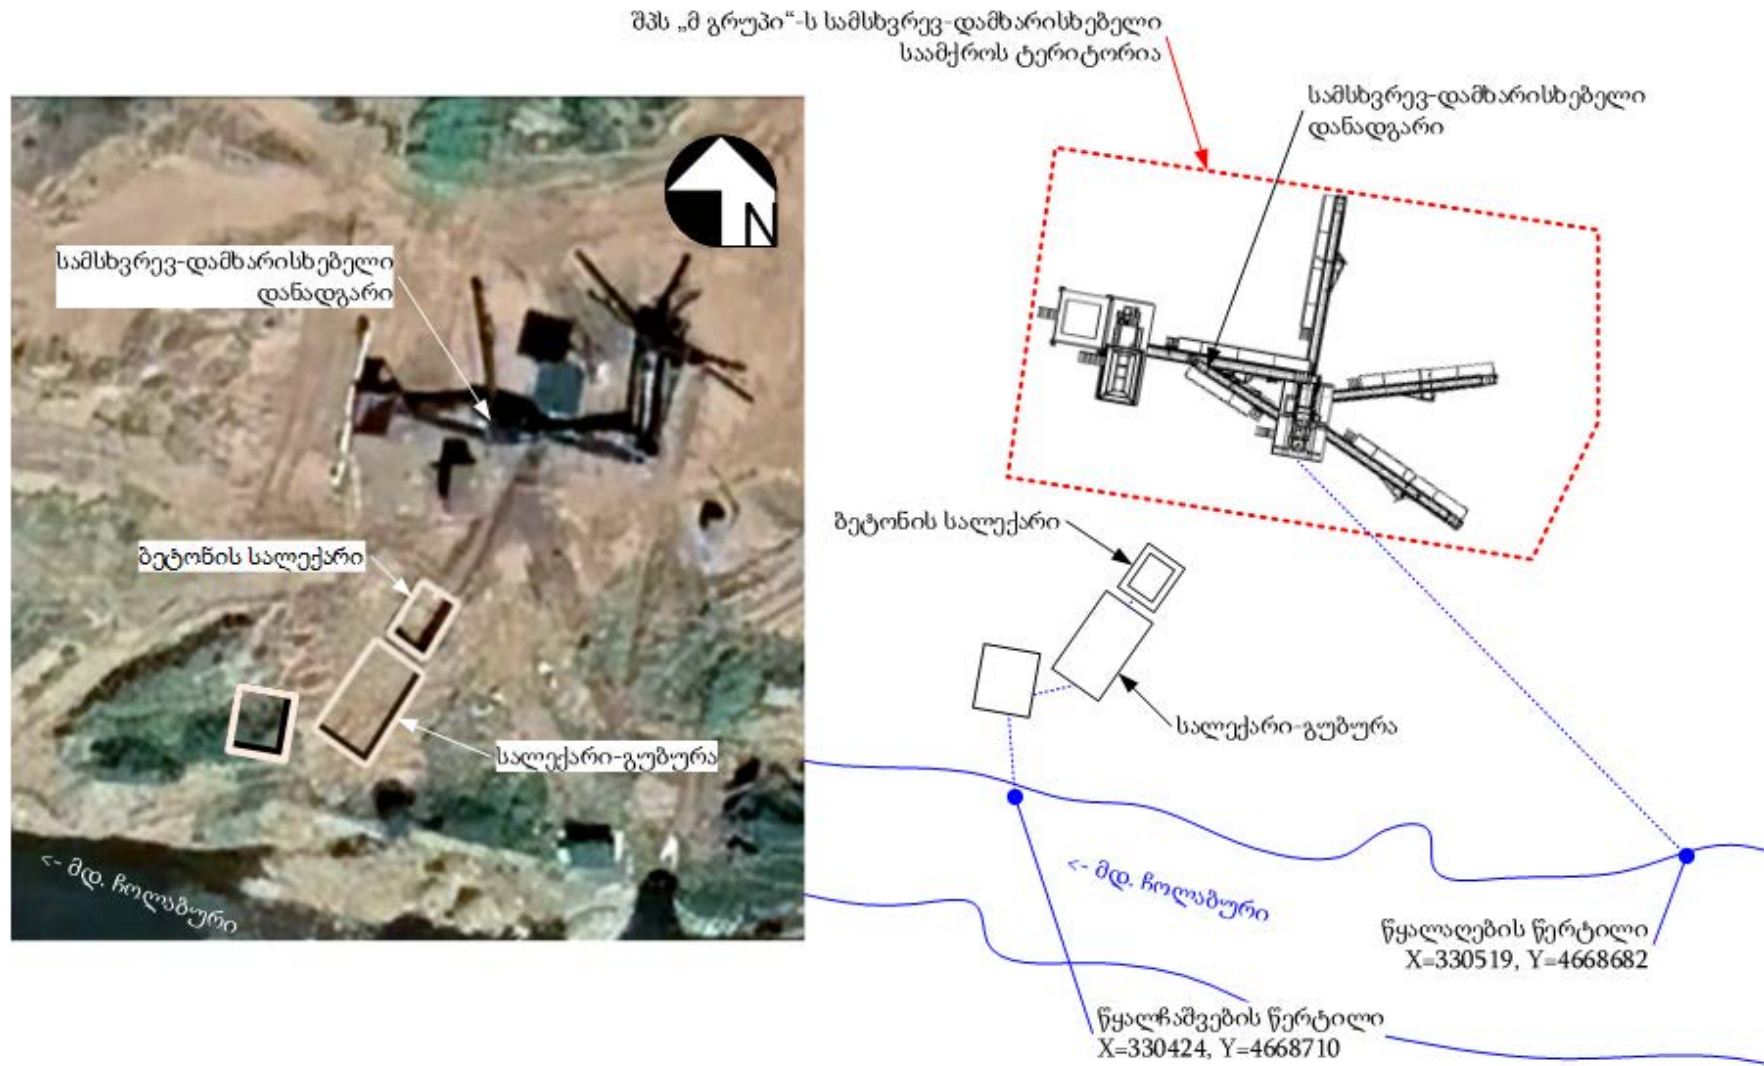 შპს „მ გრუპი“-ს სამსხვრევ-დამხარისხებელი
საამქროს ტერიტორია
სამსხვრევ-დამხარისხებელი
დანადგარი
N
სამსხვრევ-დამხარისხებელი
დანადგარი
ბეტონის სალექარი
ბეტონის სალექარი
სალექარი-გუბურა
სალექარი-გუბურა
<- მდ. ჩოლაბური
<- მდ. ჩოლაბური
წყალაღების წერტილი
X=330519, Y=4668682
წყალჩაშვების წერტილი
X=330424, Y=4668710